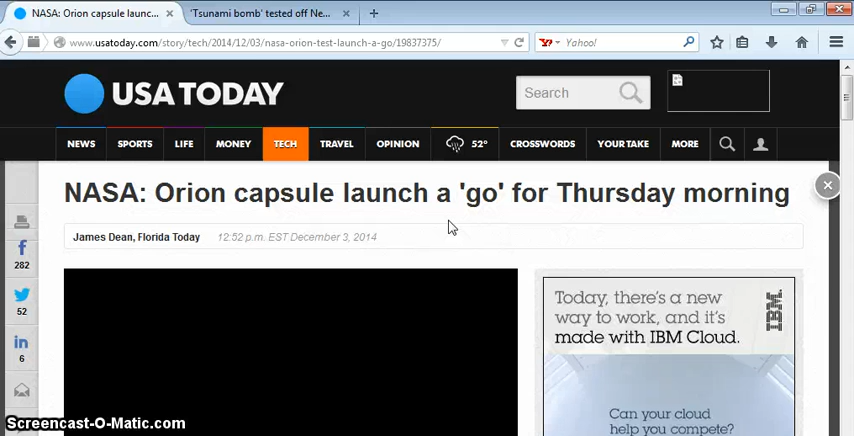 NASA: Orion capsule launc...
'Tsunami bomb' tested off Ne...
www.usatoday.com/story/tech/2014/12/03/nasa-orion-test-launch-a-go/19837375/
Yahoo!
USA TODAY
Search
NEWS SPORTS LIFE MONEY TECH TRAVEL OPINION 52° CROSSWORDS YOUR TAKE MORE
NASA: Orion capsule launch a 'go' for Thursday morning
James Dean, Florida Today 12:52 p.m. EST December 3, 2014
282
52
6
Today, there's a new
way to work, and it's
made with IBM Cloud.
IBM
Can your cloud
help you compete?
Screencast-O-Matic.com